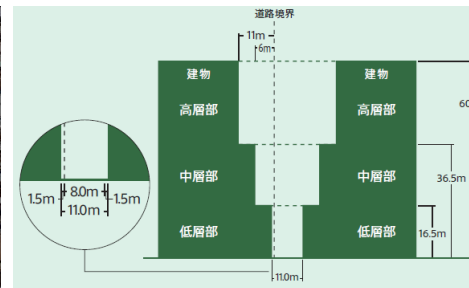 道路境界
11m
6m
建物
建物
高層部
高層部
60
中層部
中層部
36.5m
1.5m
8.0m
1.5m
11.0m
低層部
低層部
16.5m
11.0m